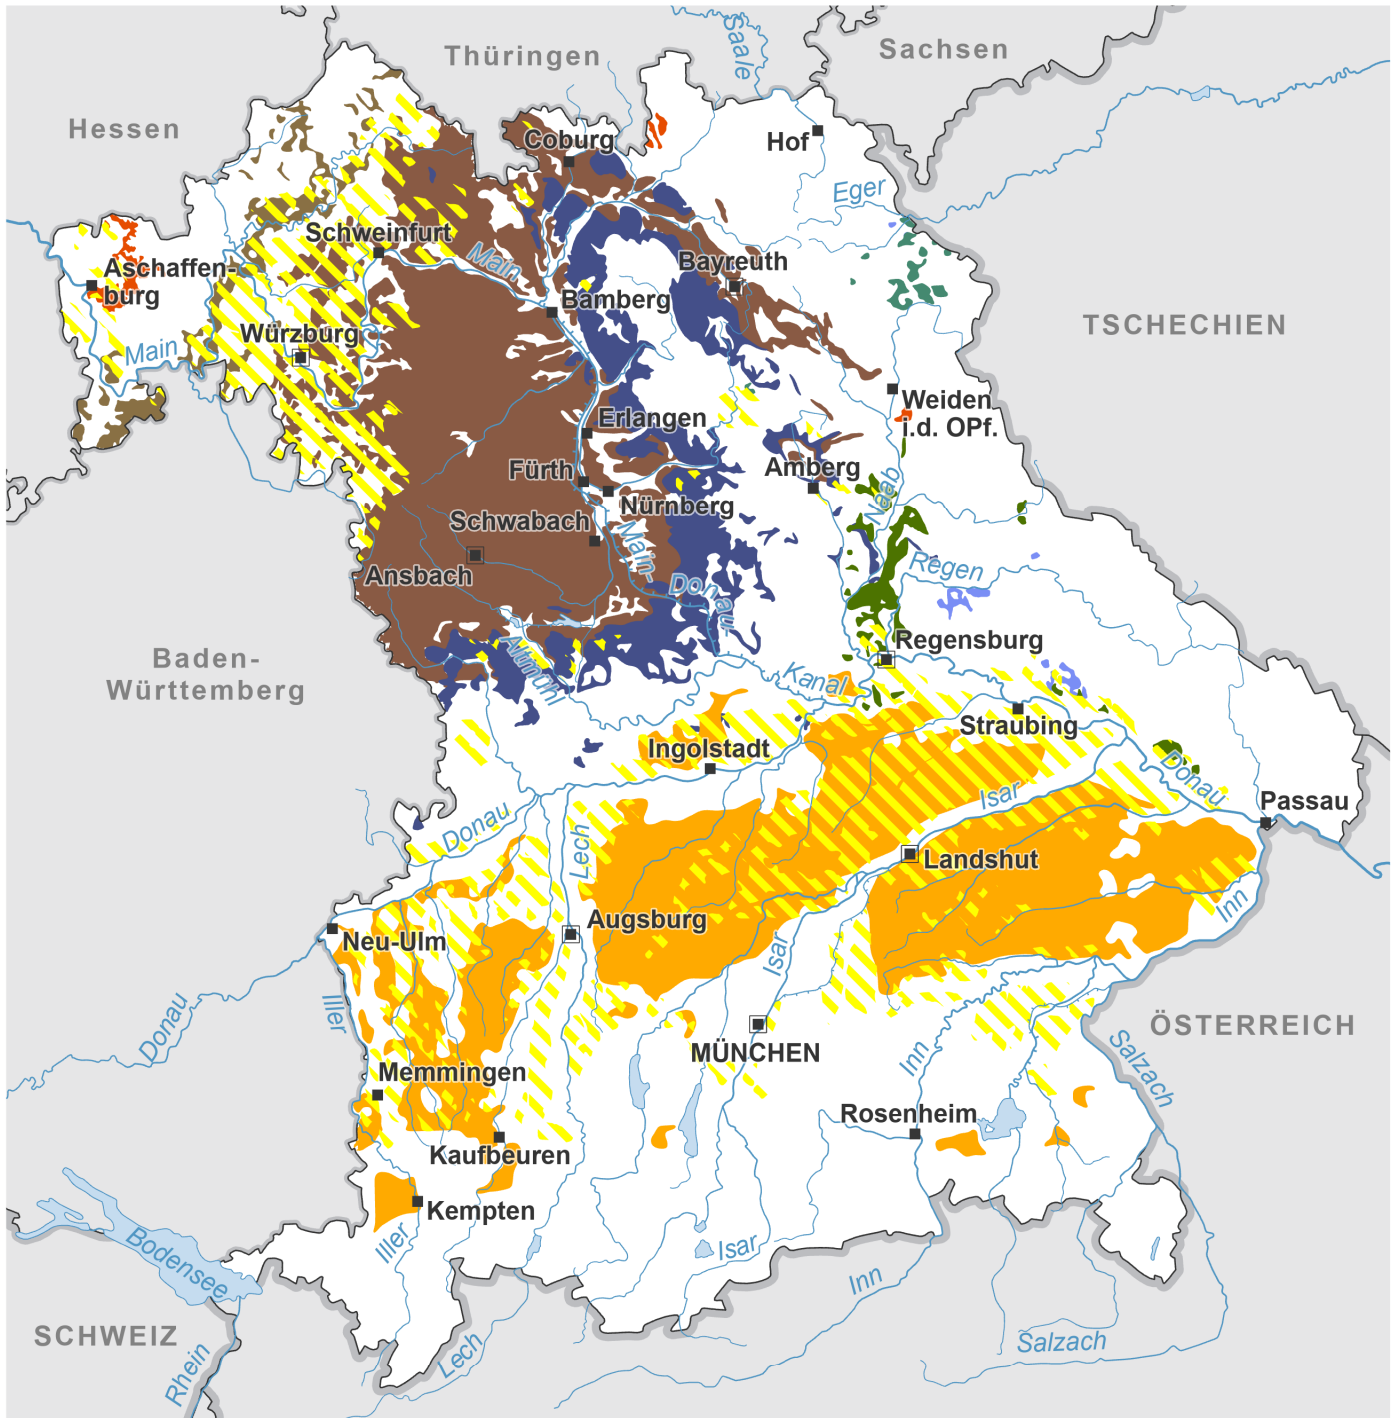 Thüringen
Saale
Sachsen
Hessen
Coburg
Hof
Eger
Schweinfurt
Main
Bayreuth
Aschaffen-
burg
Bamberg
TSCHECHIEN
Würzburg
Main
Weiden
i.d. OPf.
Erlangen
Fürth
Amberg
Nürnberg
Naab
Schwabach
Main-
Donau-
Regen
Ansbach
Regensburg
Baden-
Württemberg
Altmühl
Kanal
Straubing
Ingolstadt
Donau
Isar
Passau
Donau
Lech
Landshut
Augsburg
Inn
Neu-Ulm
Isar
Iller
Donau
ÖSTERREICH
MÜNCHEN
Inn
Salzach
Memmingen
Rosenheim
Kaufbeuren
Kempten
Iller
Isar
Bodensee
Inn
SCHWEIZ
Lech
Salzach
Rhein